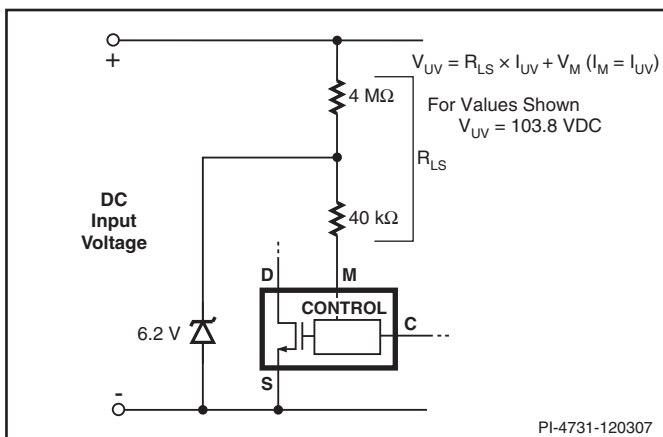 +
V_UV = R_LS × I_UV + V_M (I_M = I_UV)
4 MΩ
For Values Shown
V_UV = 103.8 VDC
R_LS
DC
Input
Voltage
40 kΩ
D
M
CONTROL
C
6.2 V
S
-
PI-4731-120307